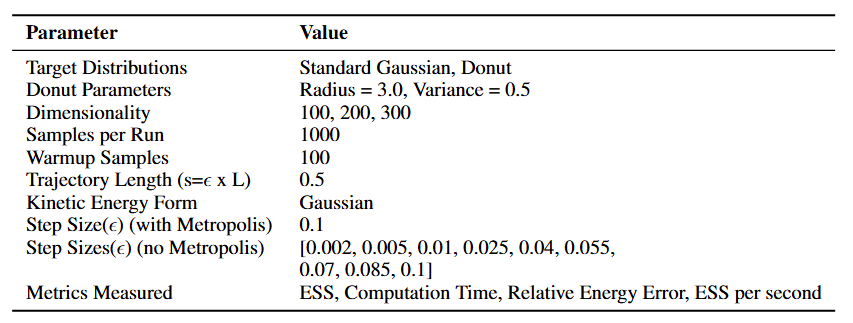 Parameter Value
Target Distributions Standard Gaussian, Donut
Donut Parameters Radius = 3.0, Variance = 0.5
Dimensionality 100, 200, 300
Samples per Run 1000
Warmup Samples 100
Trajectory Length (s=ϵ x L) 0.5
Kinetic Energy Form Gaussian
Step Size(ϵ) (with Metropolis) 0.1
Step Sizes(ϵ) (no Metropolis) [0.002, 0.005, 0.01, 0.025, 0.04, 0.055,
0.07, 0.085, 0.1]
Metrics Measured ESS, Computation Time, Relative Energy Error, ESS per second